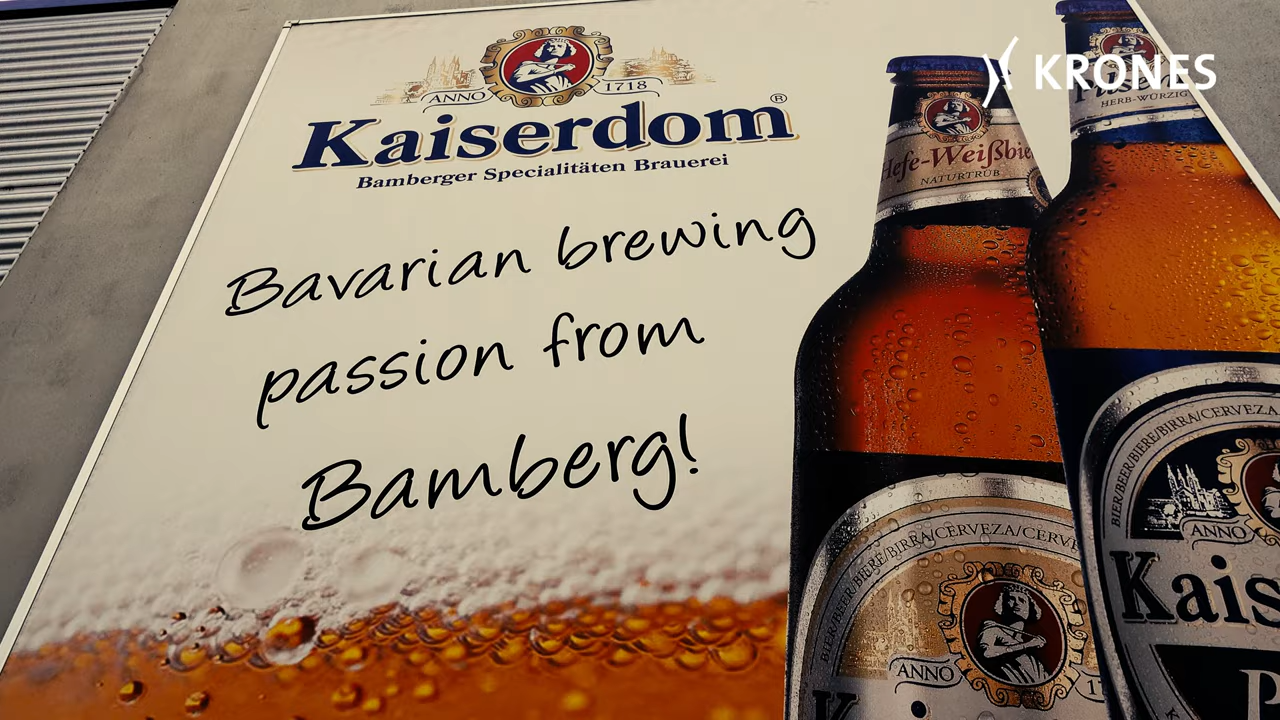 KRONES
ANNO 1718
Kaiserdom®
Bamberger Specialitäten Brauerei
Bavarian brewing
passion from
Bamberg!
Hefe-Weißbie
NATURTRÜB
HERB-WÜRZIG
BIER/BEER/BIERE/BIRRA/CERVEZA/CERV
ANNO
BIER/BEER/BIERE/BIRRA/CERVEZA
ANNO
Kais
P